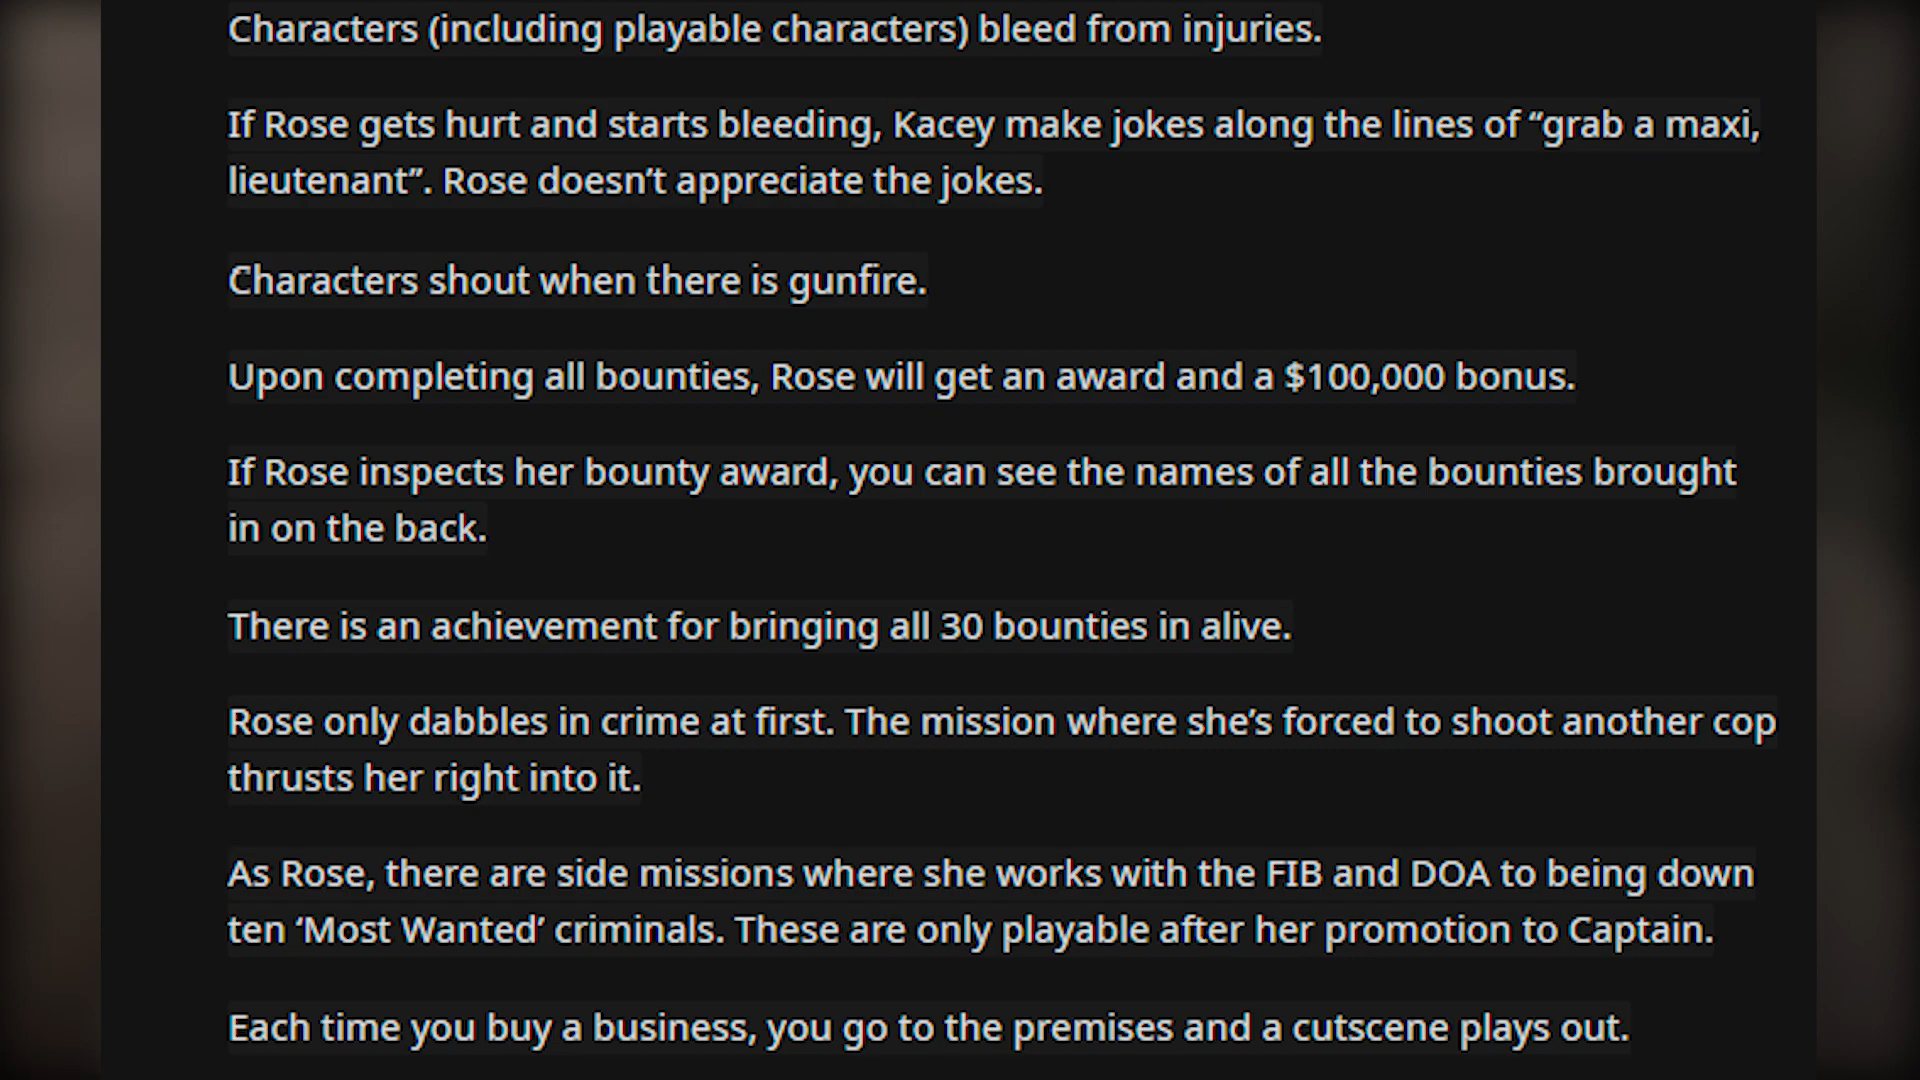 Characters (including playable characters) bleed from injuries.
If Rose gets hurt and starts bleeding, Kacey make jokes along the lines of “grab a maxi,
lieutenant”. Rose doesn’t appreciate the jokes.
Characters shout when there is gunfire.
Upon completing all bounties, Rose will get an award and a $100,000 bonus.
If Rose inspects her bounty award, you can see the names of all the bounties brought
in on the back.
There is an achievement for bringing all 30 bounties in alive.
Rose only dabbles in crime at first. The mission where she’s forced to shoot another cop
thrusts her right into it.
As Rose, there are side missions where she works with the FIB and DOA to being down
ten ‘Most Wanted’ criminals. These are only playable after her promotion to Captain.
Each time you buy a business, you go to the premises and a cutscene plays out.